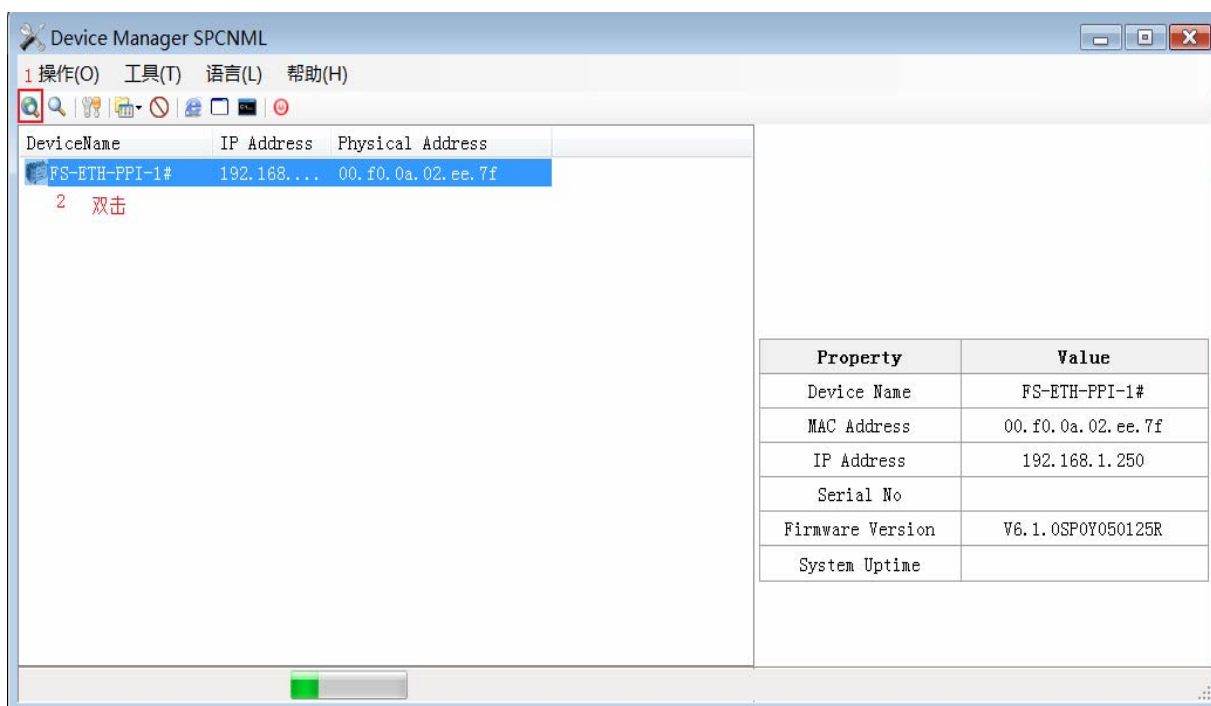 Device Manager SPCNML
1 操作(O) 工具(T) 语言(L) 帮助(H)
DeviceName IP Address Physical Address
FS-ETH-PPI-1# 192.168.... 00.f0.0a.02.ee.7f
2 双击
Property Value
Device Name FS-ETH-PPI-1#
MAC Address 00.f0.0a.02.ee.7f
IP Address 192.168.1.250
Serial No
Firmware Version V6.1.0SP0Y050125R
System Uptime